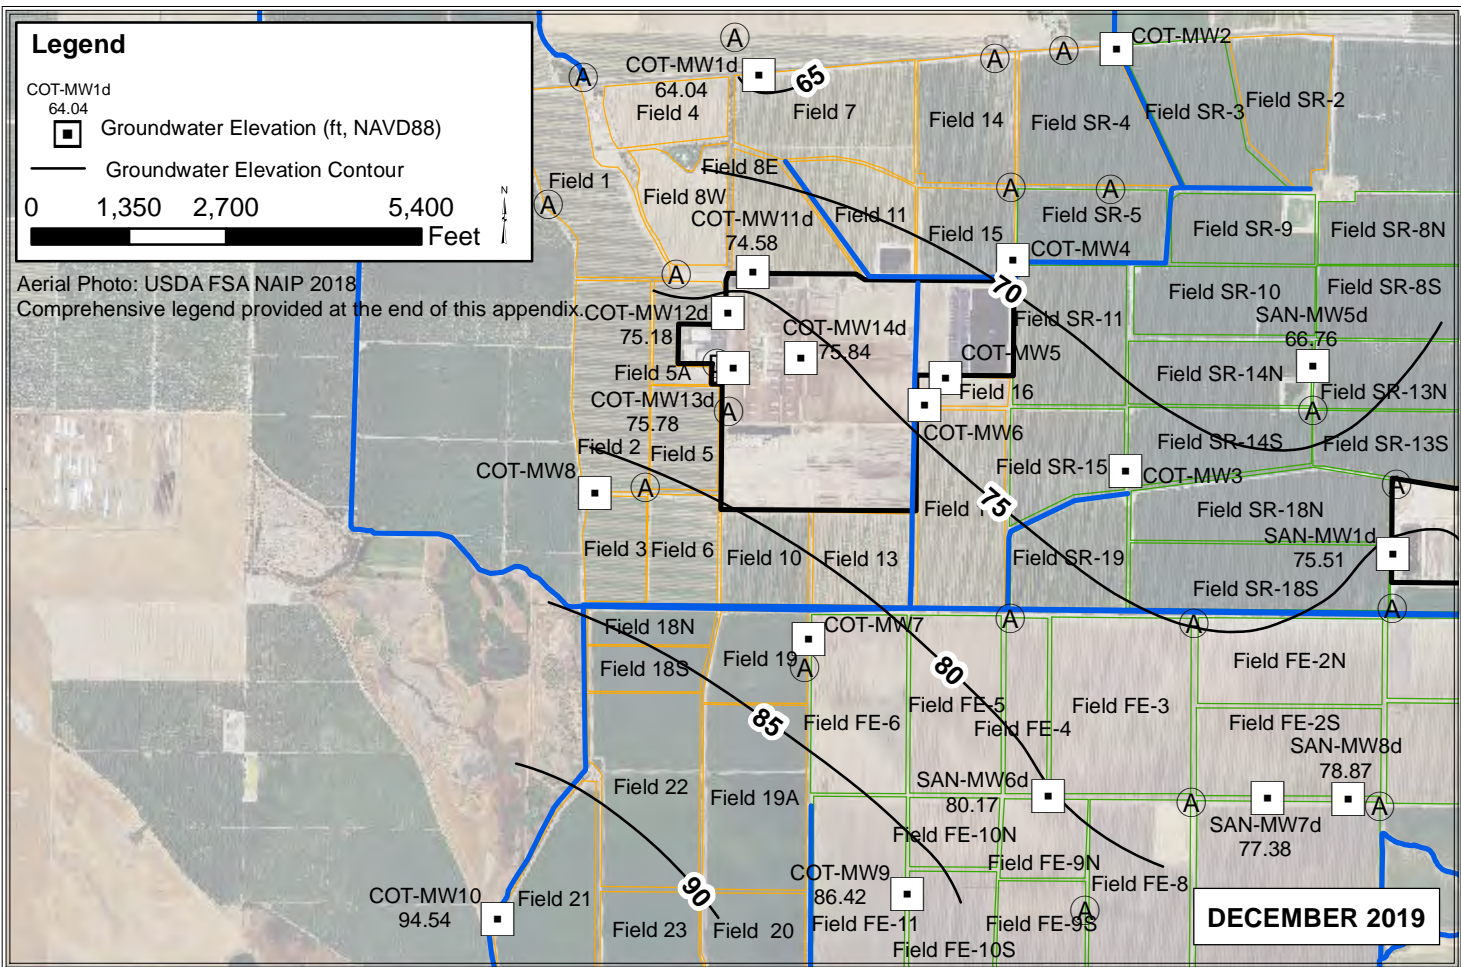 Legend
COT-MW1d
64.04
Groundwater Elevation (ft, NAVD88)
Groundwater Elevation Contour
0 1,350 2,700 5,400
Feet
N
Aerial Photo: USDA FSA NAIP 2018
Comprehensive legend provided at the end of this appendix.
A
A
A
A
COT-MW2
COT-MW1d
64.04
65
Field 4
Field 7
Field 14
Field SR-4
Field SR-3
Field SR-2
Field 1
Field 8E
Field 8W
A
A
A
COT-MW11d
74.58
Field 11
Field 15
Field SR-5
Field SR-9
Field SR-8N
COT-MW4
A
70
Field SR-10
Field SR-8S
COT-MW12d
75.18
COT-MW14d
75.84
Field SR-11
SAN-MW5d
66.76
COT-MW5
Field 5A
Field 16
Field SR-14N
Field SR-13N
COT-MW13d
75.78
A
A
COT-MW6
Field 2
Field 5
Field SR-14S
Field SR-13S
COT-MW8
A
Field SR-15
COT-MW3
A
75
Field 1
Field SR-18N
SAN-MW1d
75.51
Field 3
Field 6
Field 10
Field 13
Field SR-19
Field SR-18S
A
A
A
Field 18N
COT-MW7
Field 18S
Field 19
A
80
Field FE-2N
85
Field FE-6
Field FE-5
Field FE-4
Field FE-3
Field FE-2S
SAN-MW8d
78.87
Field 22
Field 19A
SAN-MW6d
80.17
A
A
SAN-MW7d
77.38
Field FE-10N
Field FE-9N
COT-MW9
86.42
Field FE-8
90
COT-MW10
94.54
Field 21
Field 23
Field 20
Field FE-11
Field FE-9S
A
Field FE-10S
DECEMBER 2019